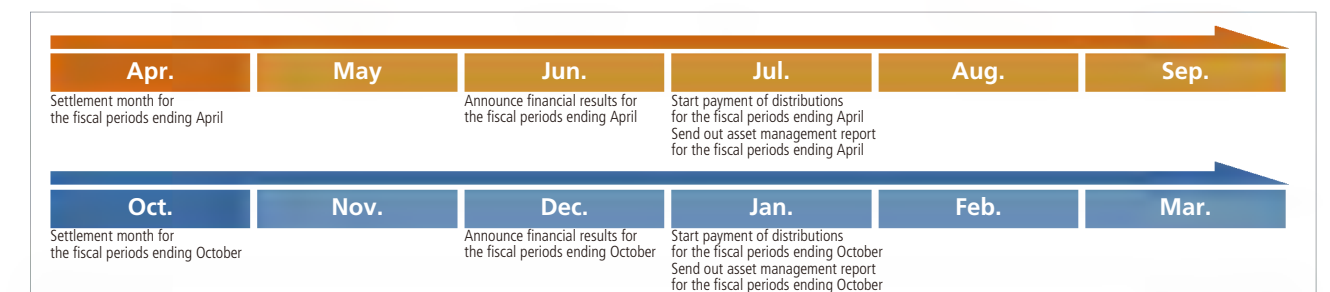 Apr. May Jun. Jul. Aug. Sep.
Settlement month for
the fiscal periods ending April
Announce financial results for
the fiscal periods ending April
Start payment of distributions
for the fiscal periods ending April
Send out asset management report
for the fiscal periods ending April
Oct. Nov. Dec. Jan. Feb. Mar.
Settlement month for
the fiscal periods ending October
Announce financial results for
the fiscal periods ending October
Start payment of distributions
for the fiscal periods ending October
Send out asset management report
for the fiscal periods ending October